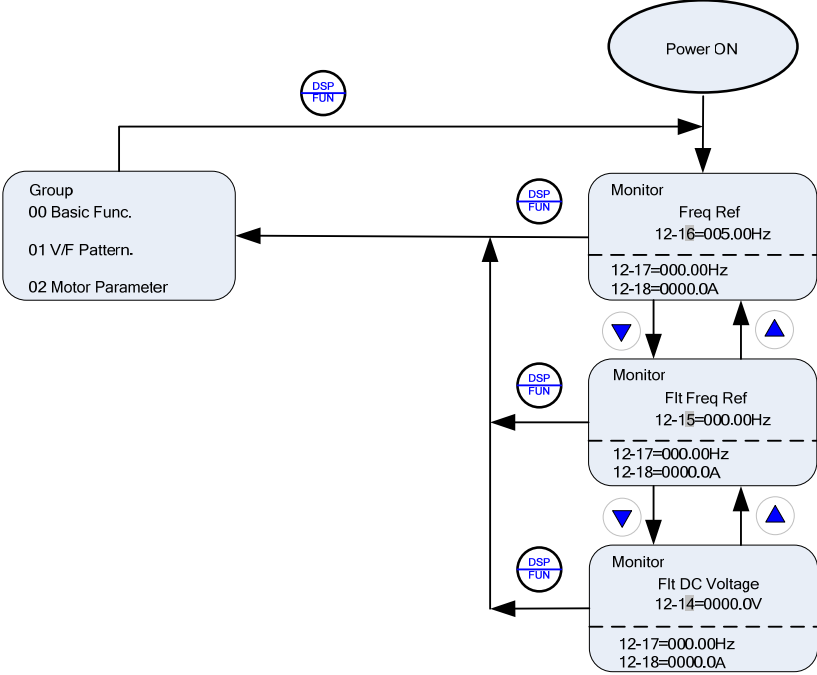 Power ON
DSP
FUN
Group
00 Basic Func.
01 V/F Pattern.
02 Motor Parameter
DSP
FUN
Monitor
Freq Ref
12-16=005.00Hz
12-17=000.00Hz
12-18=0000.0A
DSP
FUN
Monitor
Flt Freq Ref
12-15=000.00Hz
12-17=000.00Hz
12-18=0000.0A
DSP
FUN
Monitor
Flt DC Voltage
12-14=0000.0V
12-17=000.00Hz
12-18=0000.0A